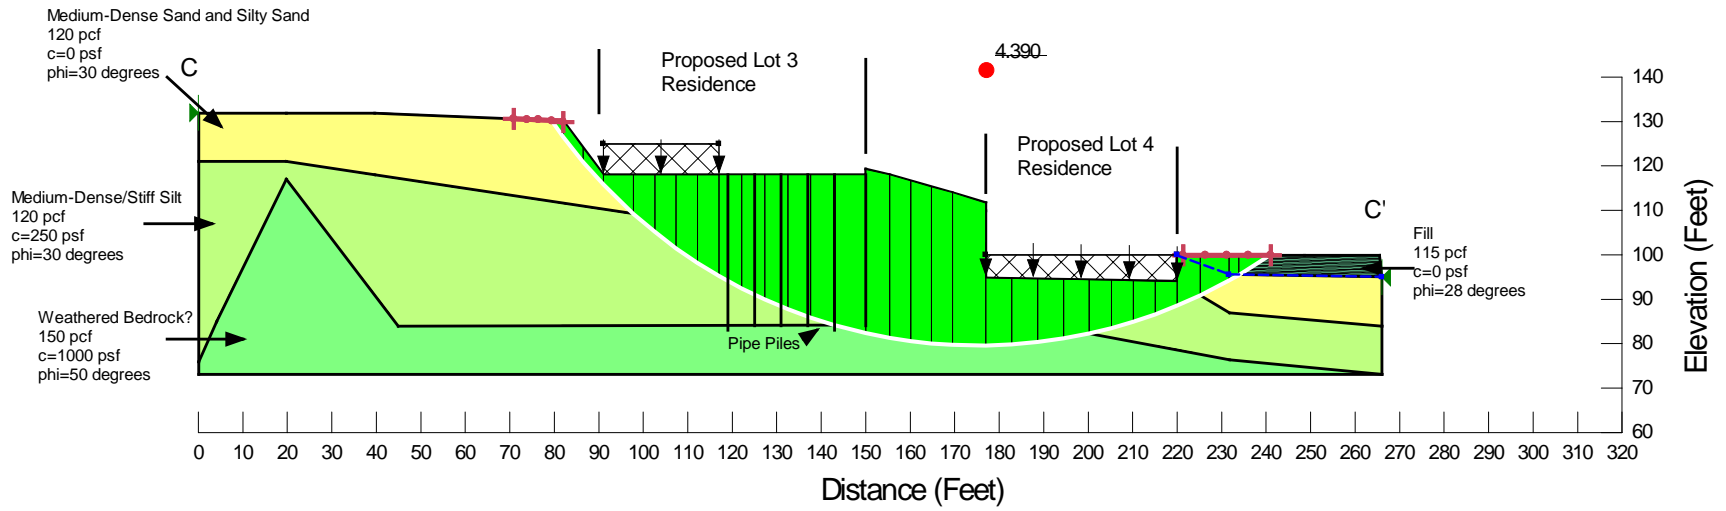 Medium-Dense Sand and Silty Sand
120 pcf
c=0 psf
phi=30 degrees
C
Proposed Lot 3
Residence
4.390
Proposed Lot 4
Residence
C'
Medium-Dense/Stiff Silt
120 pcf
c=250 psf
phi=30 degrees
Fill
115 pcf
c=0 psf
phi=28 degrees
Weathered Bedrock?
150 pcf
c=1000 psf
phi=50 degrees
Pipe Piles
140
130
120
110
100
90
80
70
60
Elevation (Feet)
0 10 20 30 40 50 60 70 80 90 100 110 120 130 140 150 160 170 180 190 200 210 220 230 240 250 260 270 280 290 300 310 320
Distance (Feet)